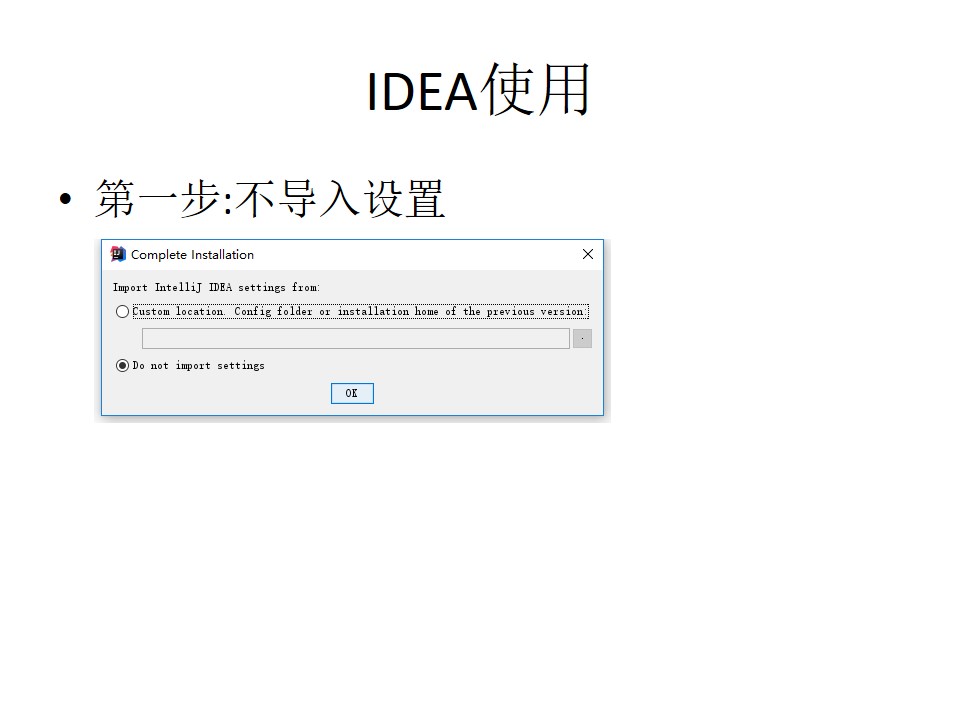 IDEA使用
• 第一步:不导入设置
Complete Installation
Import IntelliJ IDEA settings from:
Custom location. Config folder or installation home of the previous version:
Do not import settings
OK